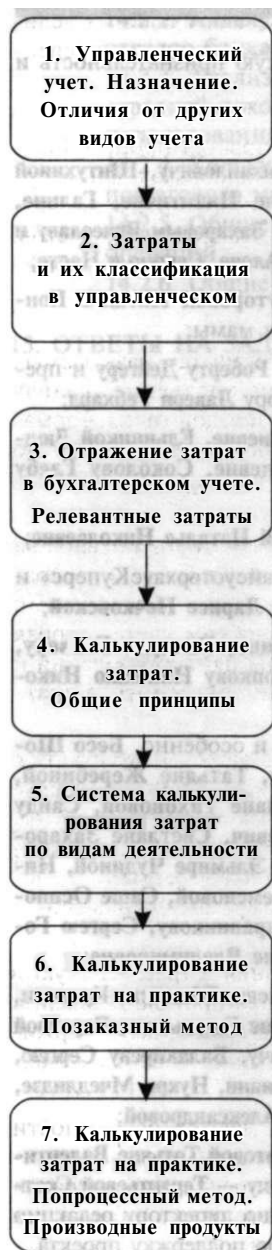 1. Управленческий
учет. Назначение.
Отличия от других
видов учета
2. Затраты
и их классификация
в управленческом
3. Отражение затрат
в бухгалтерском учете.
Релевантные затраты
4. Калькулирование
затрат.
Общие принципы
5. Система калькули-
рования затрат
по видам деятельности
6. Калькулирование
затрат на практике.
Позаказный метод
7. Калькулирование
затрат на практике.
Попроцессный метод.
Производные продукты